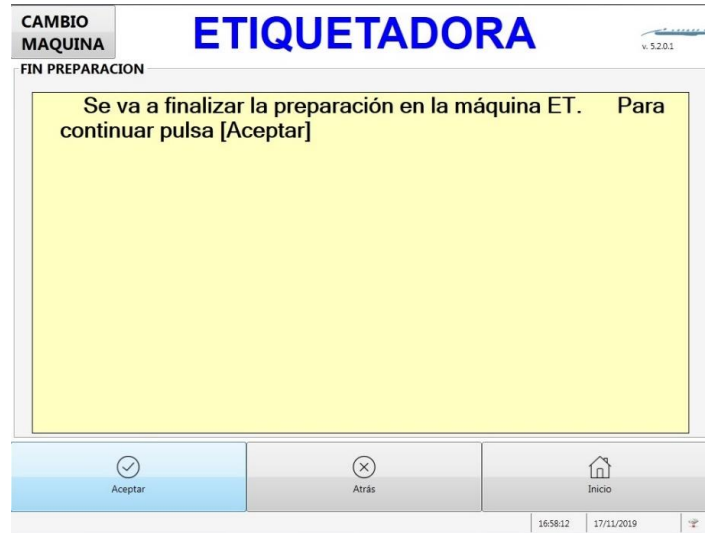 CAMBIO
MAQUINA
ETIQUETADORA
v. 5.2.0.1
FIN PREPARACION
Se va a finalizar la preparación en la máquina ET. Para
continuar pulsa [Aceptar]
Aceptar
Atrás
Inicio
16:58:12
17/11/2019